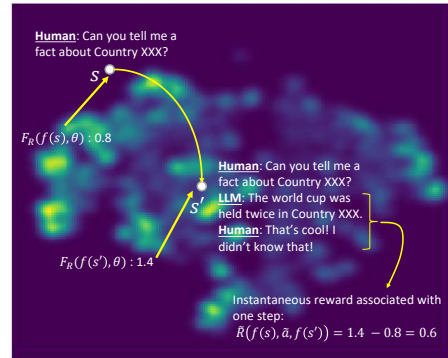 Human: Can you tell me a
fact about Country XXX?
s
F_R(f(s), θ) : 0.8
Human: Can you tell me a
fact about Country XXX?
LLM: The world cup was
held twice in Country XXX.
Human: That's cool! I
didn't know that!
s′
F_R(f(s′), θ) : 1.4
Instantaneous reward associated with
one step:
R̃(f(s), ã, f(s′)) = 1.4 − 0.8 = 0.6